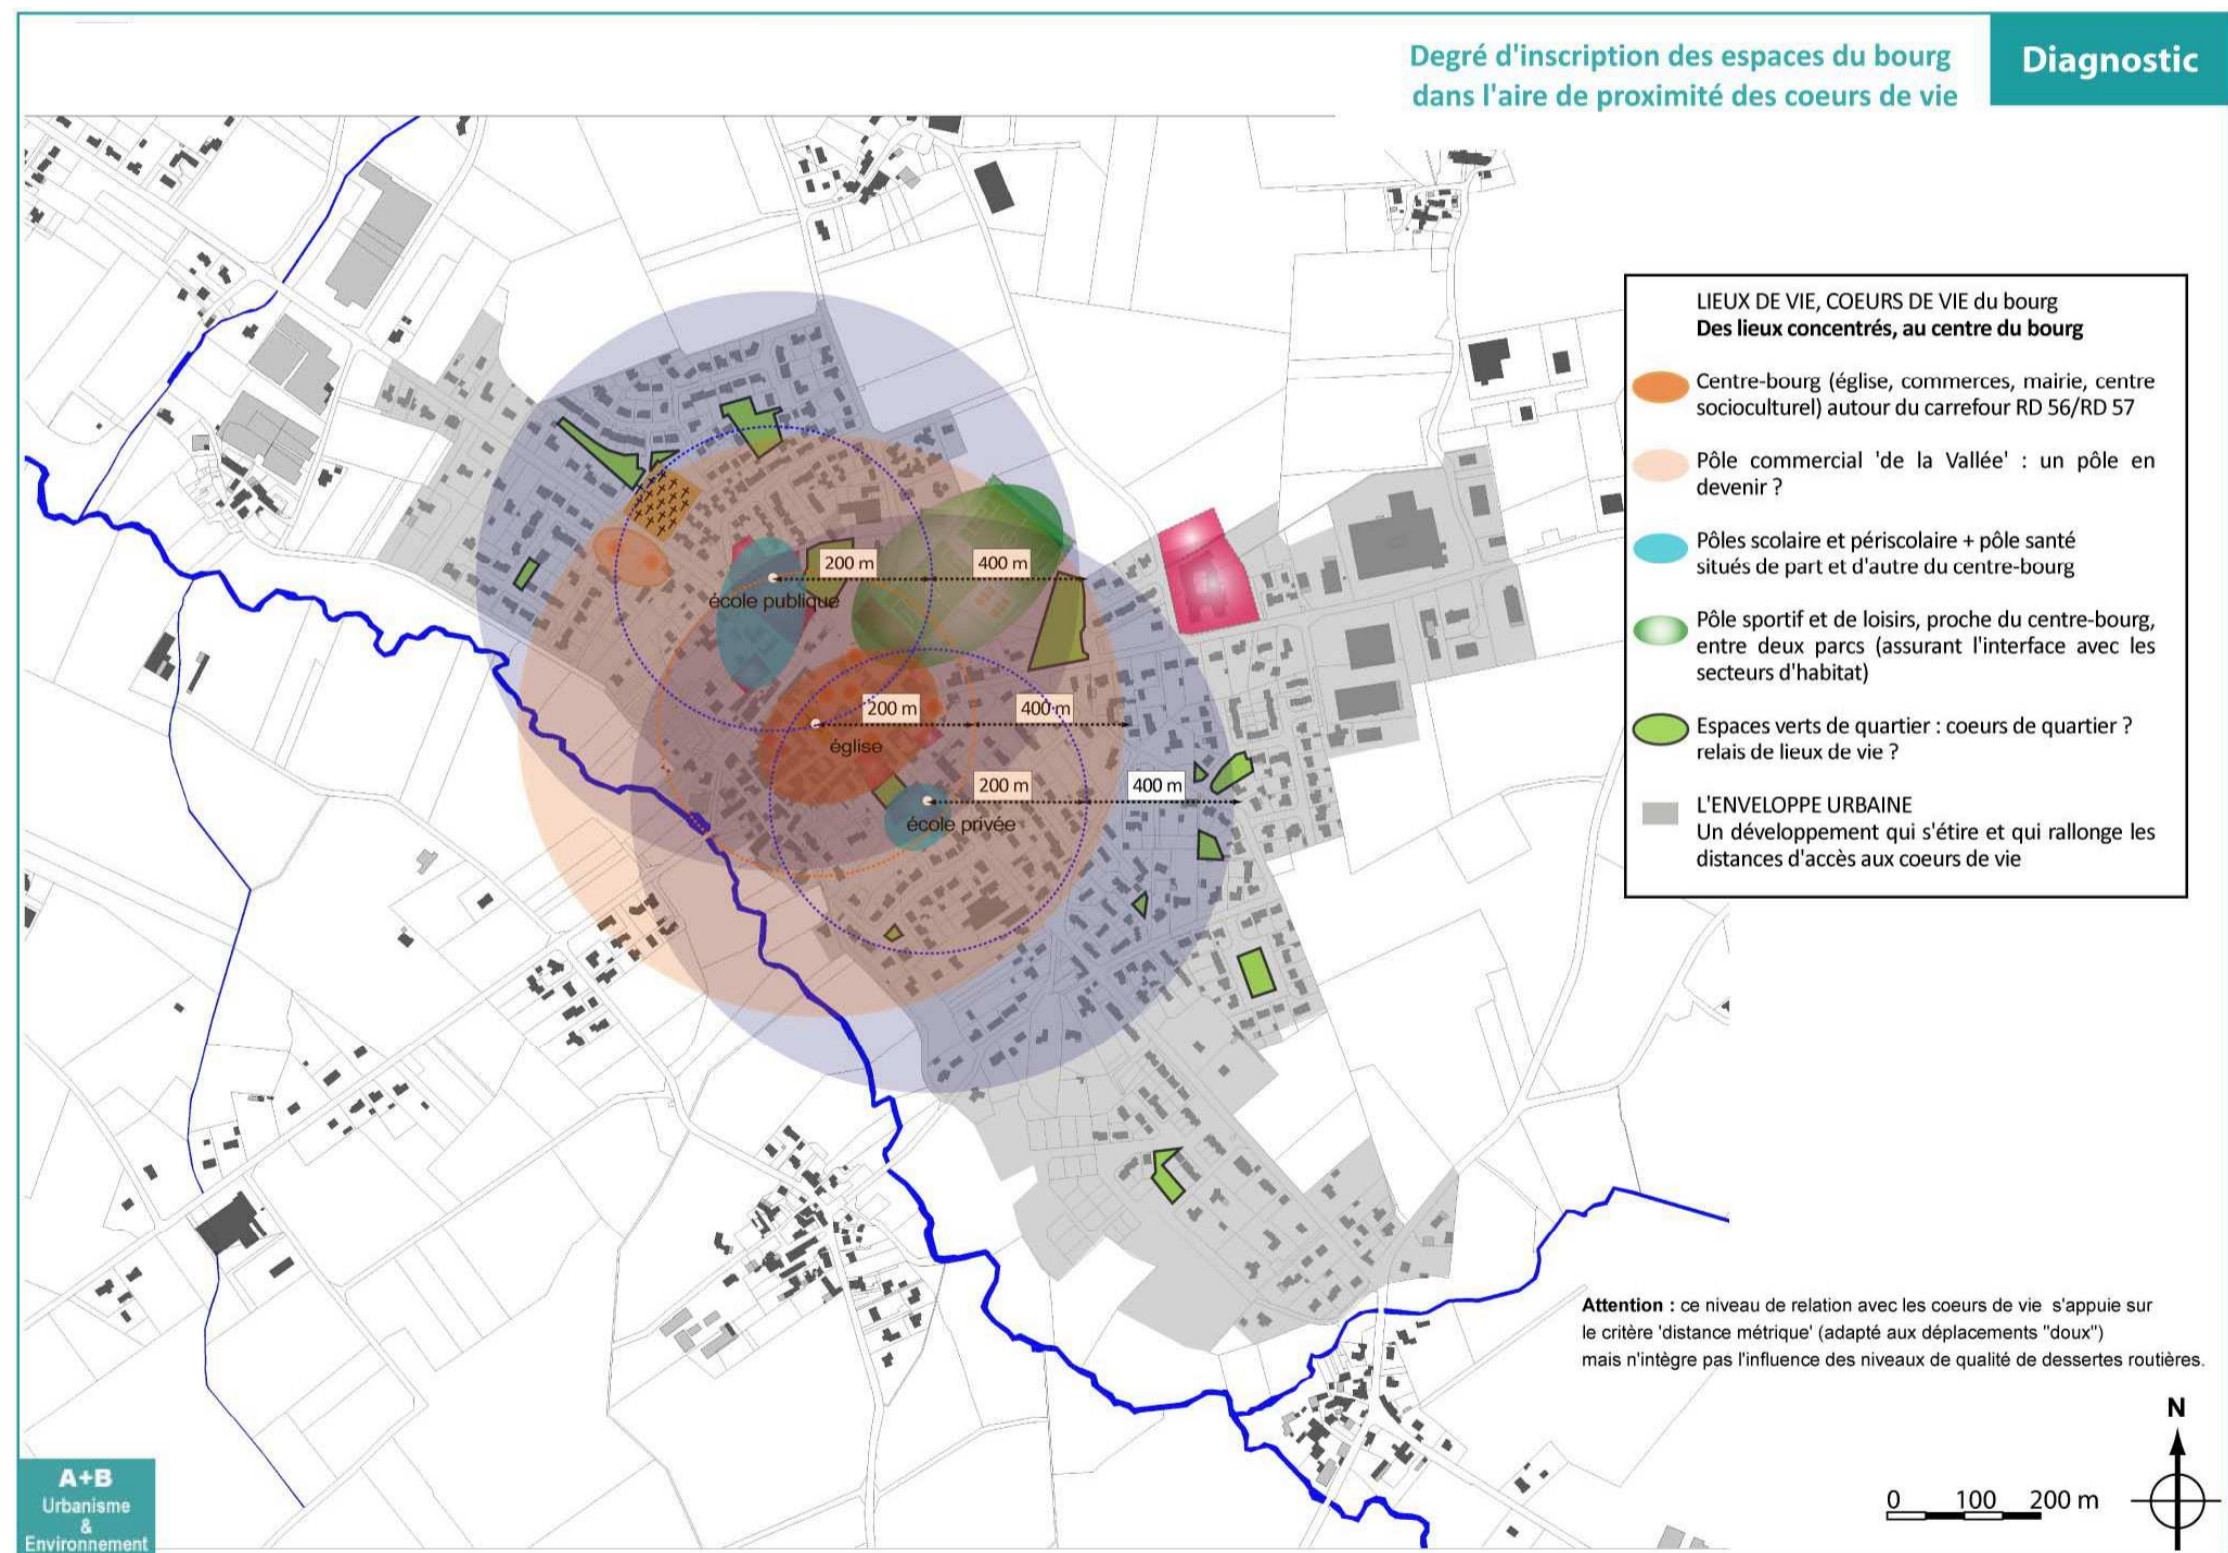 Degré d'inscription des espaces du bourg
dans l'aire de proximité des coeurs de vie
Diagnostic
LIEUX DE VIE, COEURS DE VIE du bourg
Des lieux concentrés, au centre du bourg
Centre-bourg (église, commerces, mairie, centre
socioculturel) autour du carrefour RD 56/RD 57
Pôle commercial 'de la Vallée' : un pôle en
devenir ?
Pôles scolaire et périscolaire + pôle santé
situés de part et d'autre du centre-bourg
Pôle sportif et de loisirs, proche du centre-bourg,
entre deux parcs (assurant l'interface avec les
secteurs d'habitat)
Espaces verts de quartier : coeurs de quartier ?
relais de lieux de vie ?
L'ENVELOPPE URBAINE
Un développement qui s'étire et qui rallonge les
distances d'accès aux coeurs de vie
200 m
400 m
école publique
200 m
400 m
église
200 m
400 m
école privée
Attention : ce niveau de relation avec les coeurs de vie s'appuie sur
le critère 'distance métrique' (adapté aux déplacements "doux")
mais n'intègre pas l'influence des niveaux de qualité de dessertes routières.
N
0 100 200 m
A+B
Urbanisme
&
Environnement